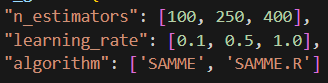 "n_estimators": [100, 250, 400],
"learning_rate": [0.1, 0.5, 1.0],
"algorithm": ['SAMME', 'SAMME.R']